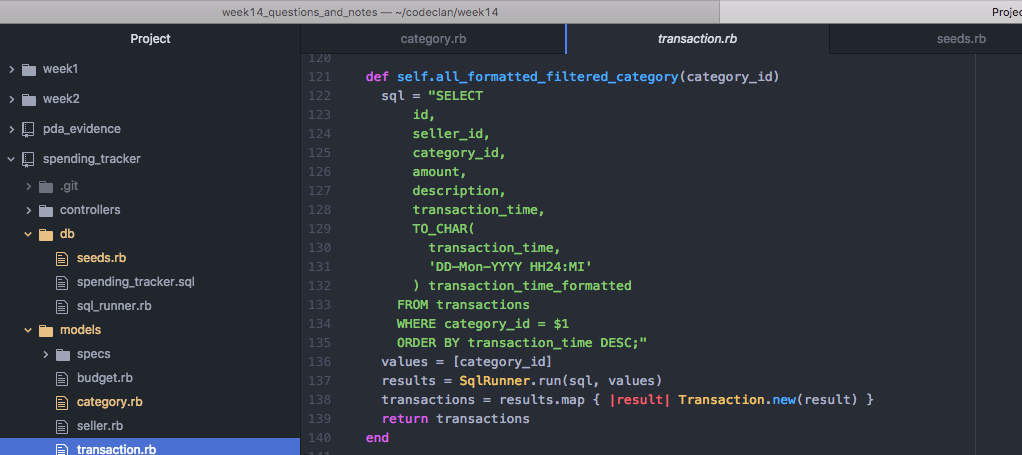 week14_questions_and_notes — ~/codeclan/week14
Projec
Project
week1
week2
pda_evidence
spending_tracker
.git
controllers
db
seeds.rb
spending_tracker.sql
sql_runner.rb
models
specs
budget.rb
category.rb
seller.rb
transaction.rb
category.rb
transaction.rb
seeds.rb
120
121 def self.all_formatted_filtered_category(category_id)
122 sql = "SELECT
123 id,
124 seller_id,
125 category_id,
126 amount,
127 description,
128 transaction_time,
129 TO_CHAR(
130 transaction_time,
131 'DD-Mon-YYYY HH24:MI'
132 ) transaction_time_formatted
133 FROM transactions
134 WHERE category_id = $1
135 ORDER BY transaction_time DESC;"
136 values = [category_id]
137 results = SqlRunner.run(sql, values)
138 transactions = results.map { |result| Transaction.new(result) }
139 return transactions
140 end